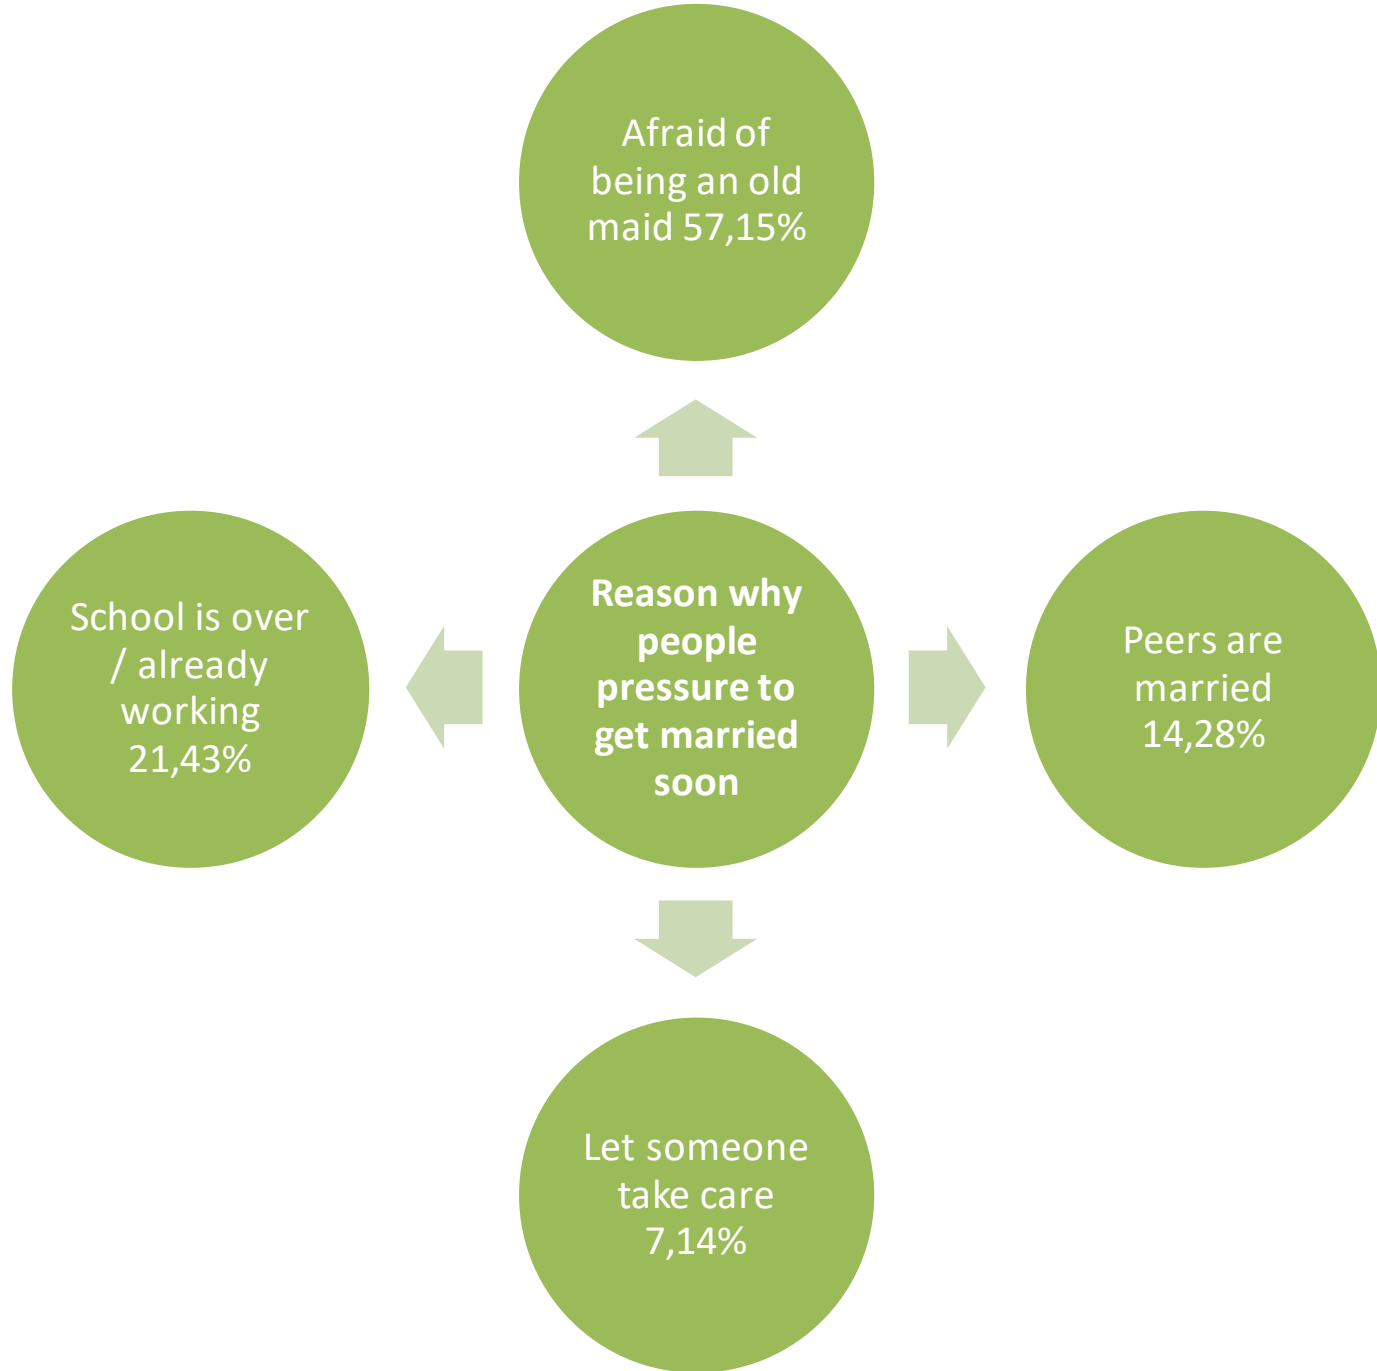 Afraid of
being an old
maid 57,15%
School is over
/ already
working
21,43%
Reason why
people
pressure to
get married
soon
Peers are
married
14,28%
Let someone
take care
7,14%